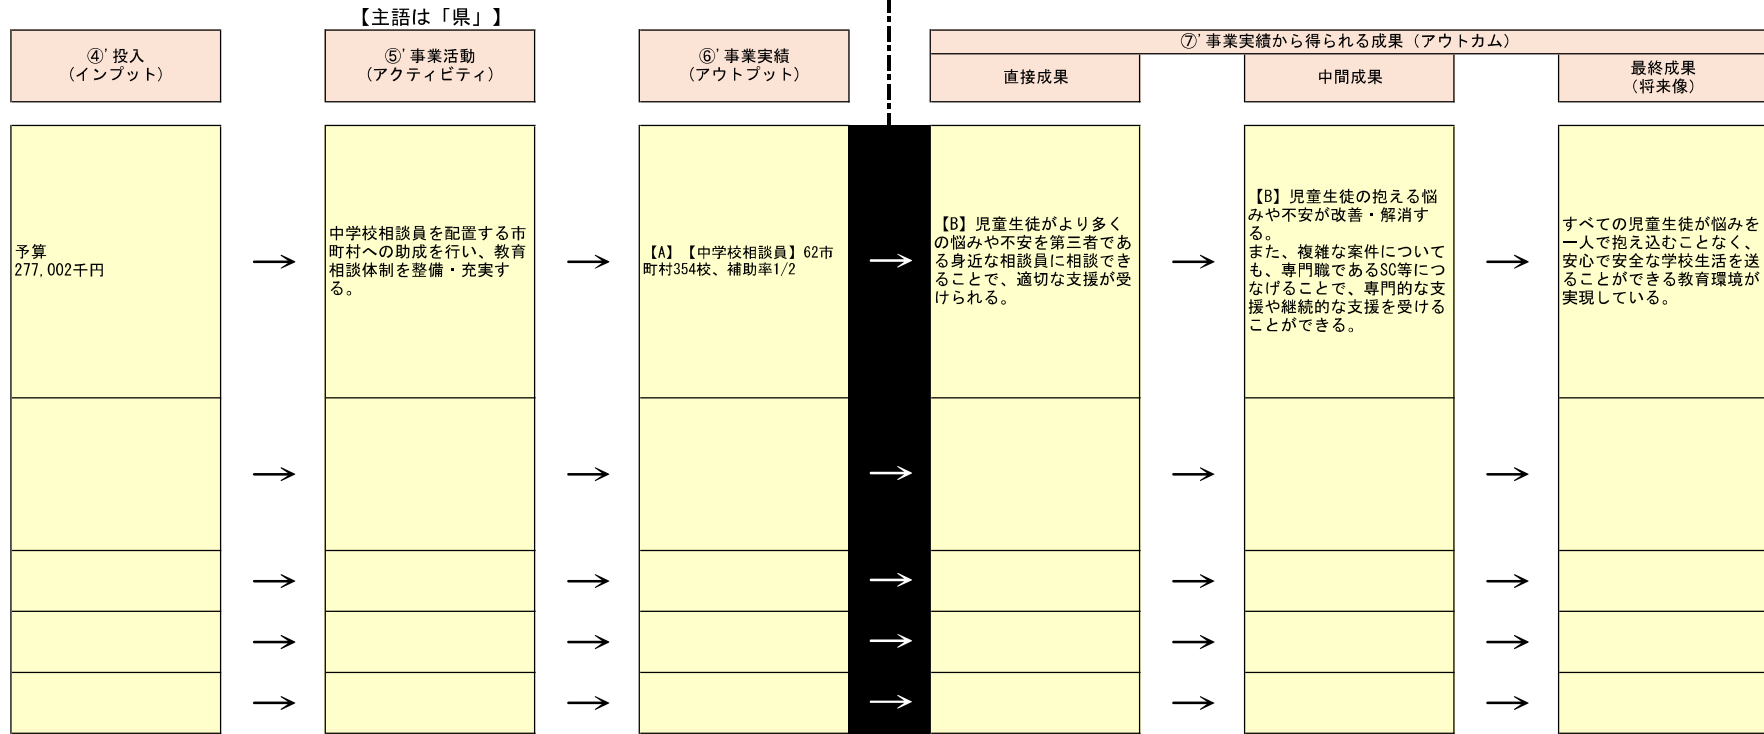 【主語は「県」】
④' 投入
（インプット）
⑤' 事業活動
（アクティビティ）
⑥' 事業実績
（アウトプット）
⑦' 事業実績から得られる成果（アウトカム）
直接成果
中間成果
最終成果
（将来像）
予算
277,002千円
→
中学校相談員を配置する市
町村への助成を行い、教育
相談体制を整備・充実す
る。
→
【A】【中学校相談員】62市
町村354校、補助率1/2
→
【B】児童生徒がより多く
の悩みや不安を第三者であ
る身近な相談員に相談でき
ることで、適切な支援が受
けられる。
→
【B】児童生徒の抱える悩
みや不安が改善・解消す
る。
また、複雑な案件について
も、専門職であるSC等につ
なげることで、専門的な支
援や継続的な支援を受ける
ことができる。
→
すべての児童生徒が悩みを
一人で抱え込むことなく、
安心で安全な学校生活を送
ることができる教育環境が
実現している。
→ → → → →
→ → → → →
→ → → → →
→ → → → →